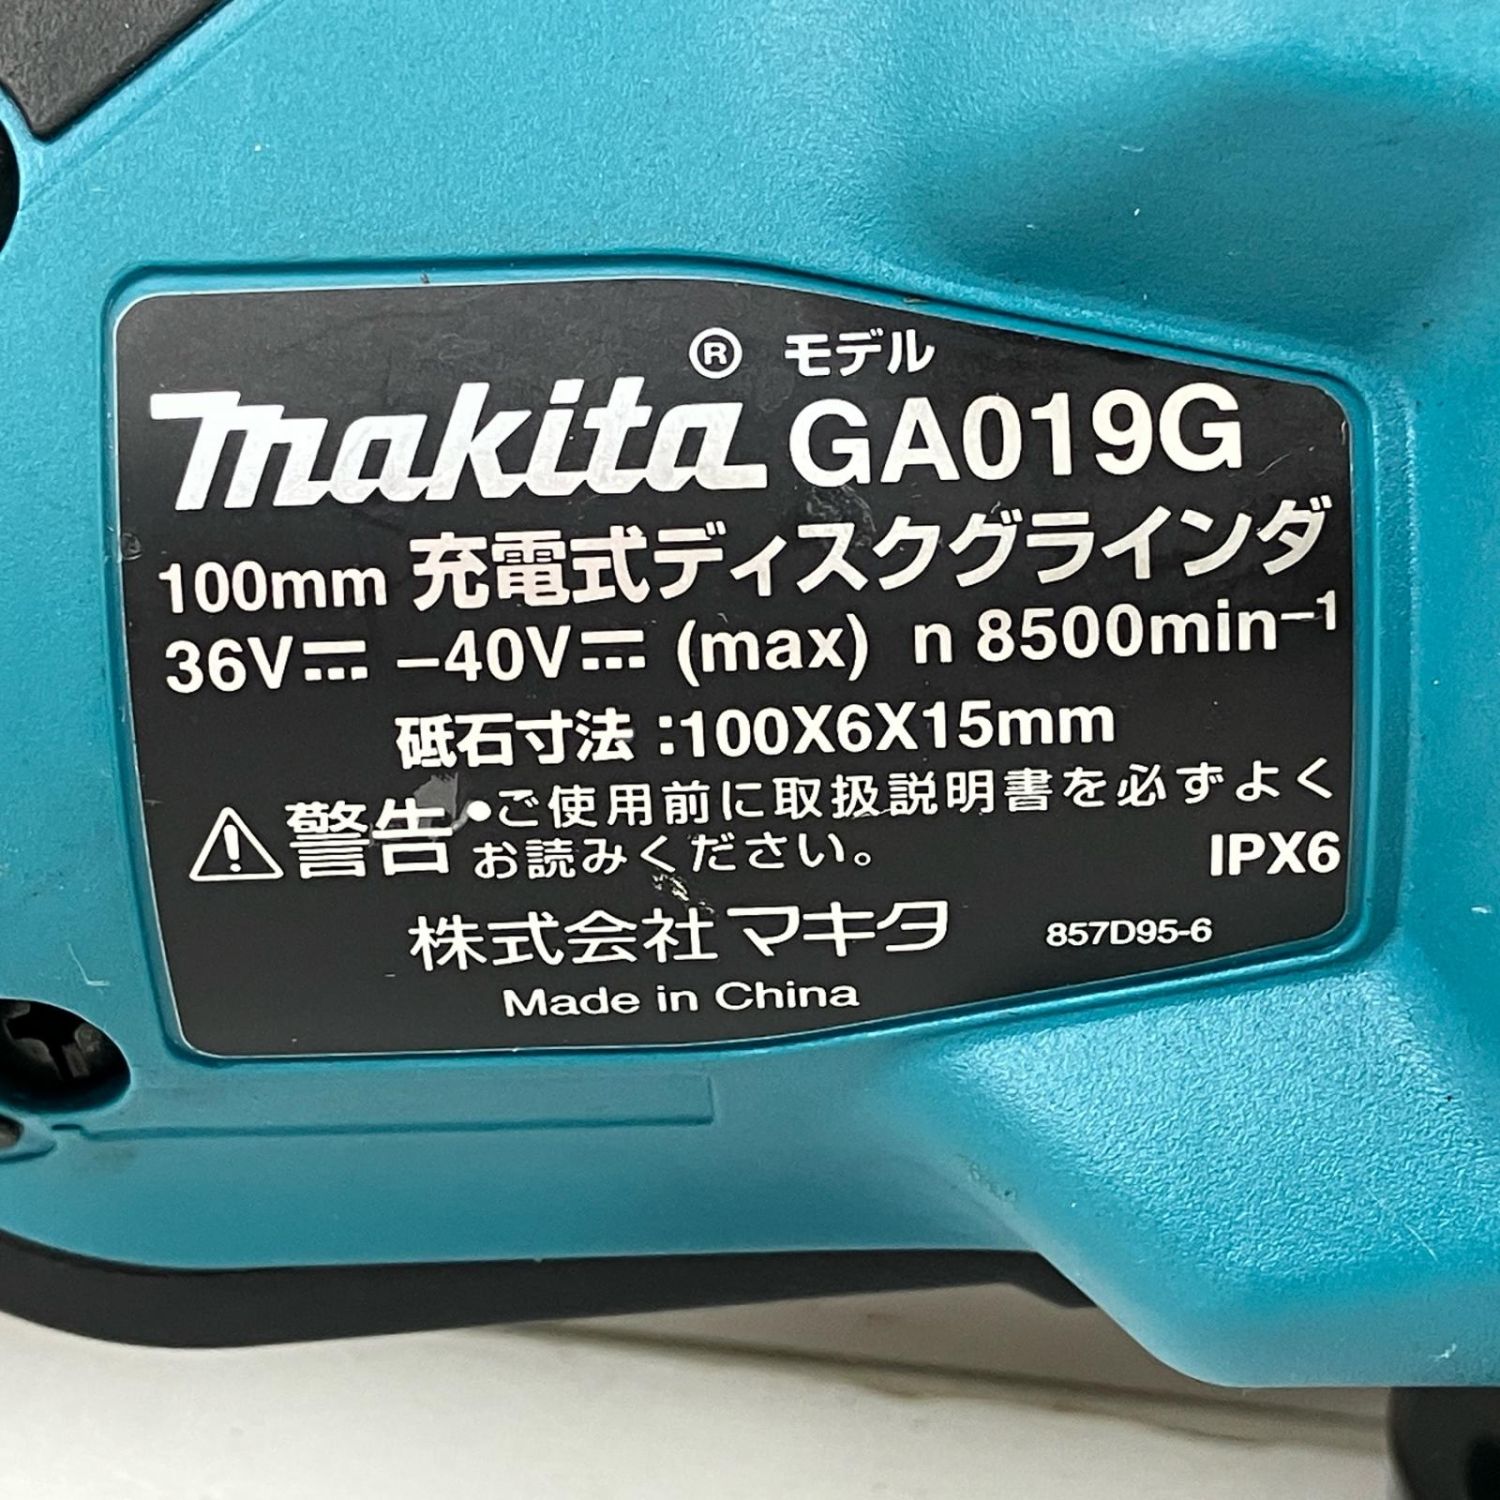 ® モデル
makita GA019G
100mm 充電式ディスクグラインダ
36V⎓ –40V⎓ (max) n 8500min⁻¹
砥石寸法:100X6X15mm
⚠警告 •ご使用前に取扱説明書を必ずよく
お読みください。
IPX6
株式会社マキタ 857D95-6
Made in China